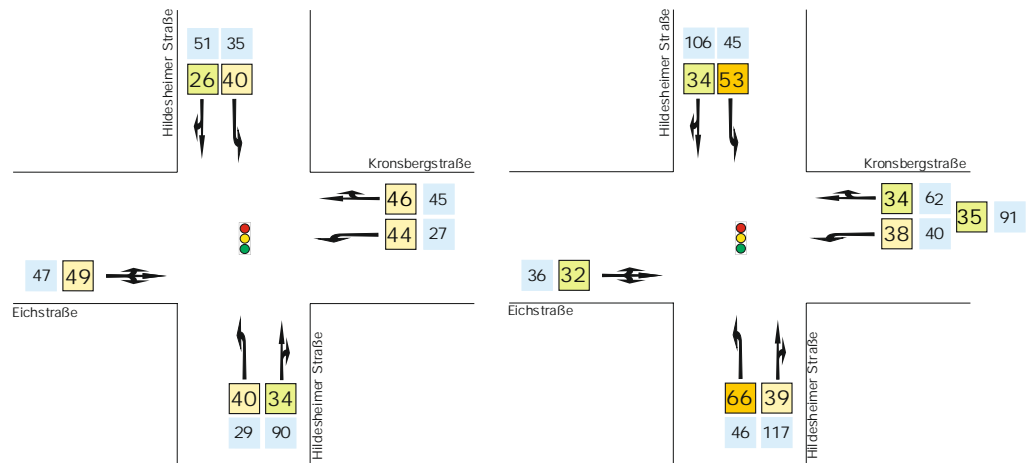 Hildesheimer Straße
51 35
26 40
Kronsbergstraße
46 45
44 27
47 49
Eichstraße
40 34
29 90
Hildesheimer Straße
Hildesheimer Straße
106 45
34 53
Kronsbergstraße
34 62
35 91
38 40
36 32
Eichstraße
66 39
46 117
Hildesheimer Straße